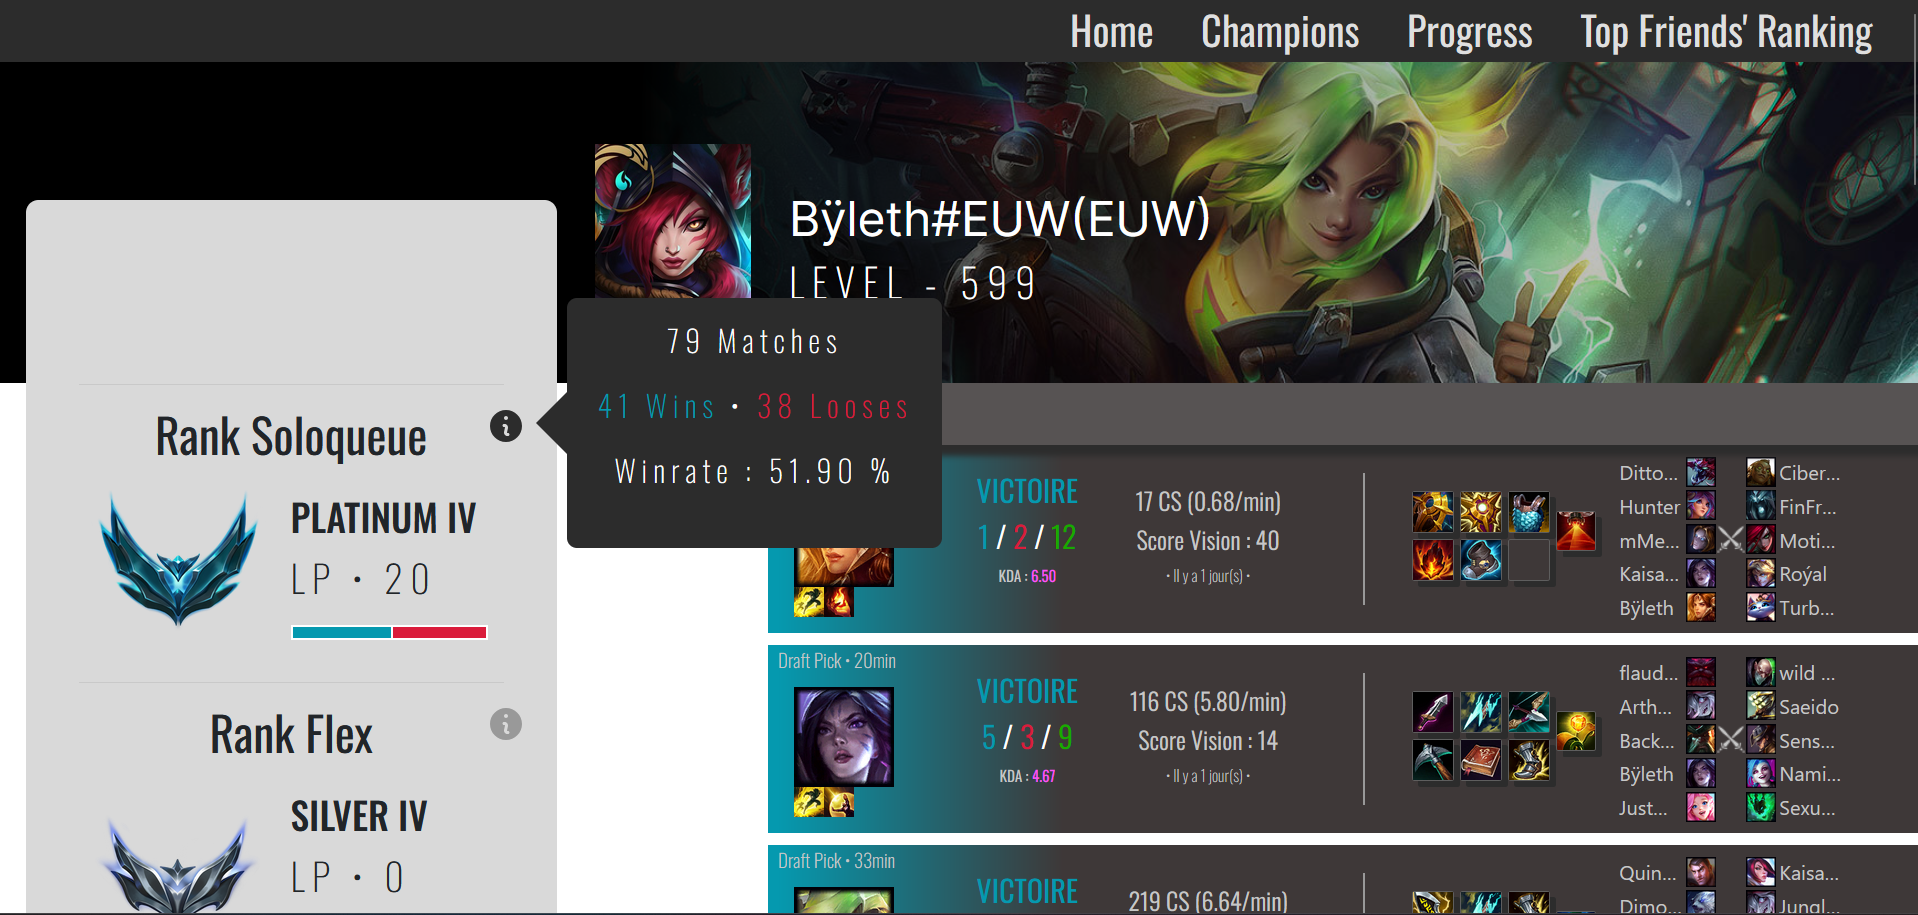 Home Champions Progress Top Friends' Ranking
Bÿleth#EUW(EUW)
LEVEL - 599
79 Matches
41 Wins • 38 Looses
Winrate : 51.90 %
Rank Soloqueue
PLATINUM IV
LP • 20
Rank Flex
SILVER IV
LP • 0
VICTOIRE
1 / 2 / 12
KDA : 6.50
17 CS (0.68/min)
Score Vision : 40
• Il y a 1 jour(s) •
Ditto... Ciber...
Hunter FinFr...
mMe... Moti...
Kaisa... Roýal
Bÿleth Turb...
Draft Pick • 20min
VICTOIRE
5 / 3 / 9
KDA : 4.67
116 CS (5.80/min)
Score Vision : 14
• Il y a 1 jour(s) •
flaud... wild ...
Arth... Saeido
Back... Sens...
Bÿleth Nami...
Just... Sexu...
Draft Pick • 33min
VICTOIRE
219 CS (6.64/min)
Quin... Kaisa...
Dimo... Jungl...